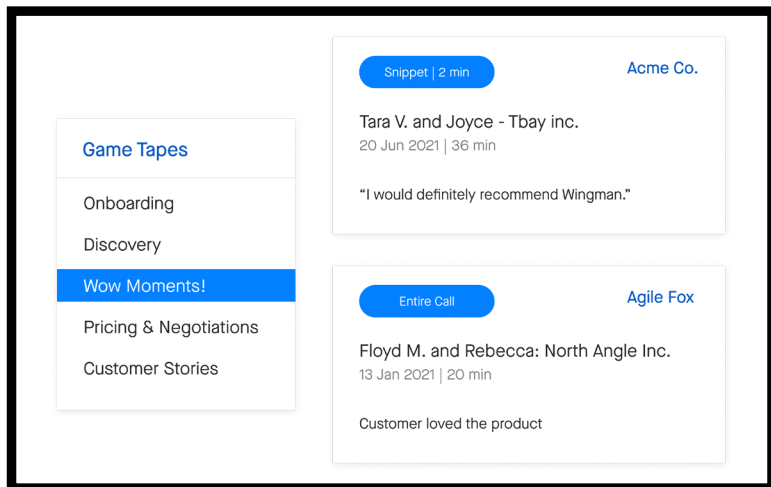 Game Tapes
Onboarding
Discovery
Wow Moments!
Pricing & Negotiations
Customer Stories
Snippet | 2 min
Acme Co.
Tara V. and Joyce - Tbay inc.
20 Jun 2021 | 36 min
“I would definitely recommend Wingman.”
Entire Call
Agile Fox
Floyd M. and Rebecca: North Angle Inc.
13 Jan 2021 | 20 min
Customer loved the product